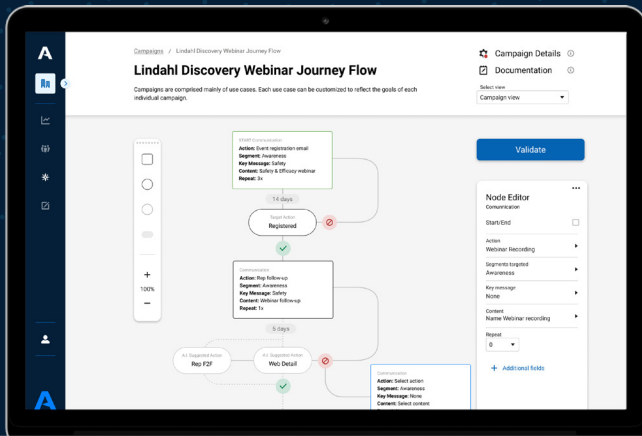 Campaigns / Lindahl Discovery Webinar Journey Flow
Lindahl Discovery Webinar Journey Flow
Campaigns are comprised mainly of use cases. Each use case can be customized to reflect the goals of each
individual campaign.
Campaign Details
Documentation
Select view
Campaign view
Validate
START Communication
Action: Event registration email
Segment: Awareness
Key Message: Safety
Content: Safety & Efficacy webinar
Repeat: 3x
14 days
Target Action
Registered
Communication
Action: Rep follow-up
Segment: Awareness
Key Message: Safety
Content: Webinar follow-up
Repeat: 1x
5 days
A.I. Suggested Action
Rep F2F
A.I. Suggested Action
Web Detail
Communication
Action: Select action
Segment: Awareness
Key Message: None
Content: Select content
+
100%
−
Node Editor
Communication
Start/End
Action
Webinar Recording
Segments targeted
Awareness
Key message
None
Content
Name Webinar recording
Repeat
0
+ Additional fields